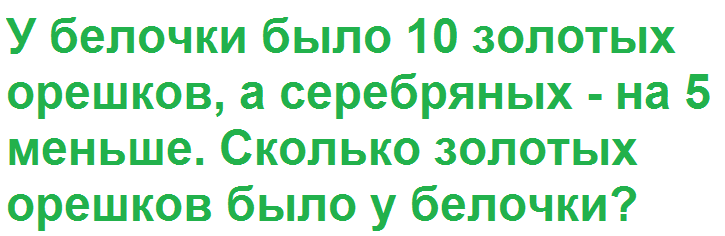 У белочки было 10 золотых
орешков, а серебряных - на 5
меньше. Сколько золотых
орешков было у белочки?